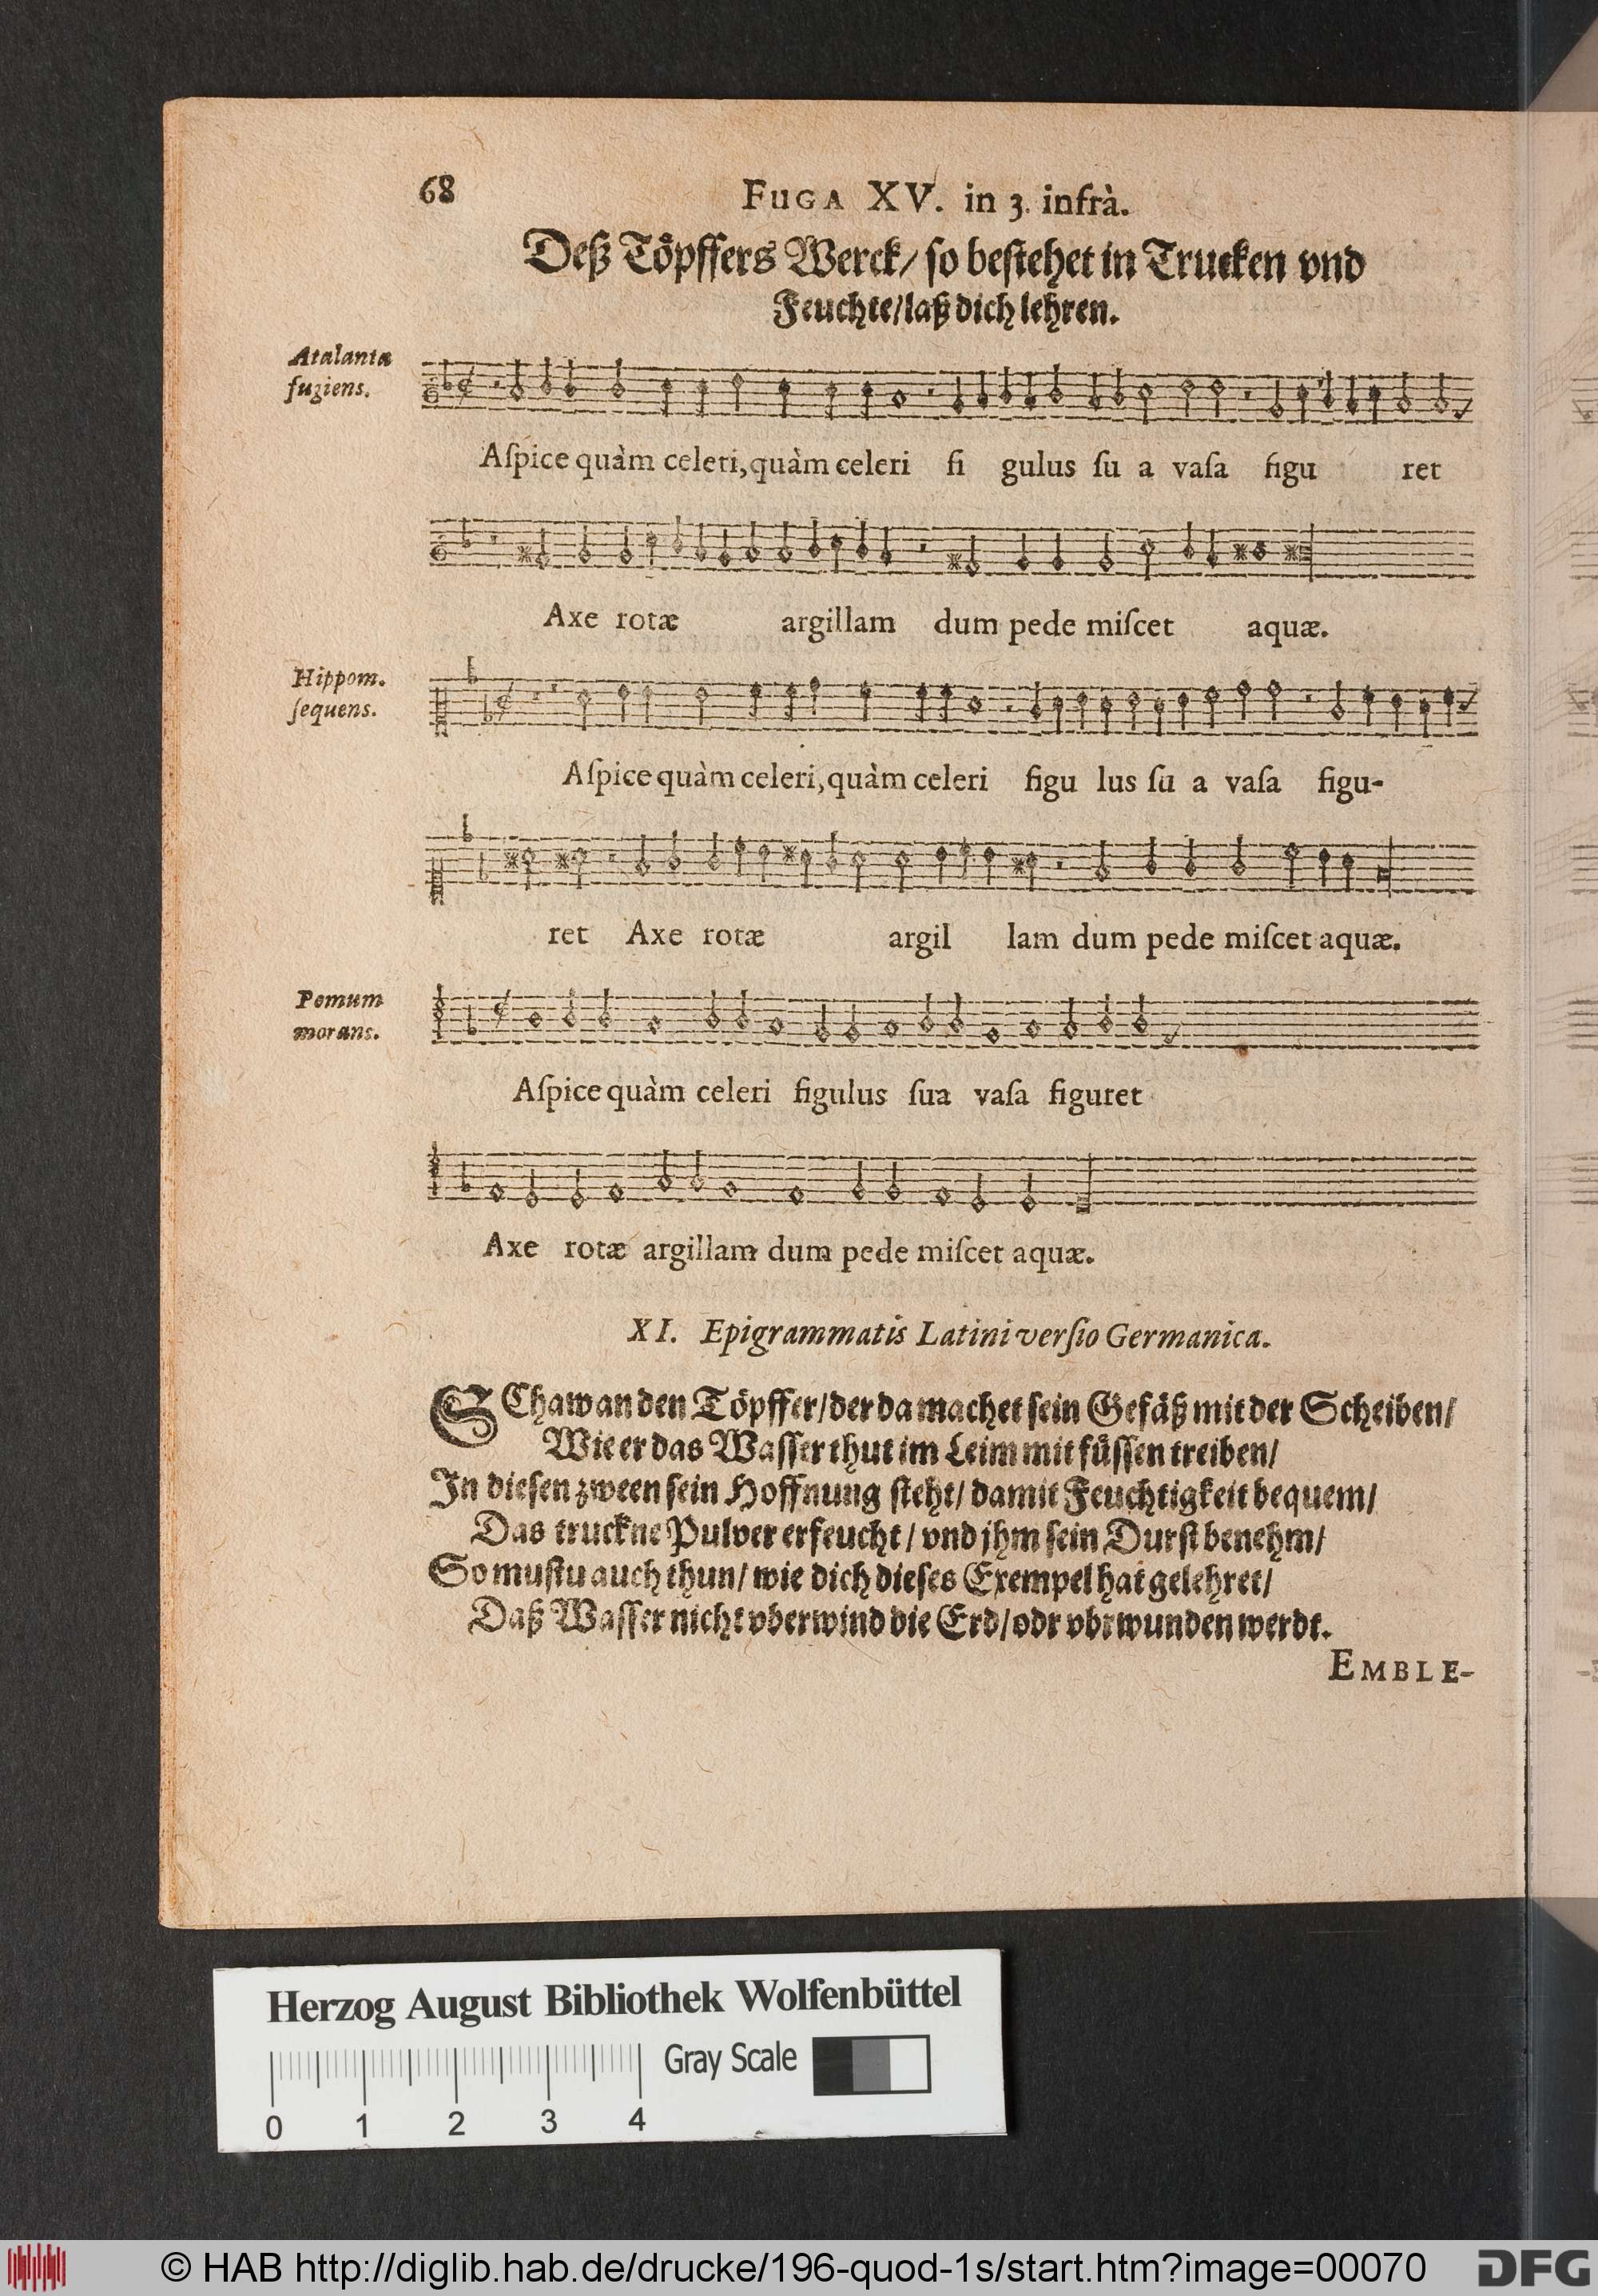 68
FUGA XV. in 3. infrà.
Deß Töpffers Werck/ so bestehet in Trucken vnd
Feuchte/laß dich lehren.
Atalanta
fugiens.
Aſpice quàm celeri, quàm celeri fi gulus ſu a vaſa figu ret
Axe rotæ argillam dum pede miſcet aquæ.
Hippom.
ſequens.
Aſpice quàm celeri, quàm celeri figu lus ſu a vaſa figu-
ret Axe rotæ argil lam dum pede miſcet aquæ.
Pomum
morans.
Aſpice quàm celeri figulus ſua vaſa figuret
Axe rotæ argillam dum pede miſcet aquæ.
XI. Epigrammatis Latini verſio Germanica.
SChaw an den Töpffer/ der da machet sein Gefäß mit der Scheiben/
Wie er das Wasser thut im Leim mit füssen treiben/
In diesen zween sein Hoffnung steht/ damit Feuchtigkeit bequem/
Das truckne Pulver erfeucht/ vnd jhm sein Durst benehm/
So mustu auch thun/ wie dich dieses Exempel hat gelehret/
Daß Wasser nicht vberwind die Erd/ odr vbrwunden werdt.
EMBLE-
Herzog August Bibliothek Wolfenbüttel
Gray Scale
0 1 2 3 4
© HAB http://diglib.hab.de/drucke/196-quod-1s/start.htm?image=00070
DFG